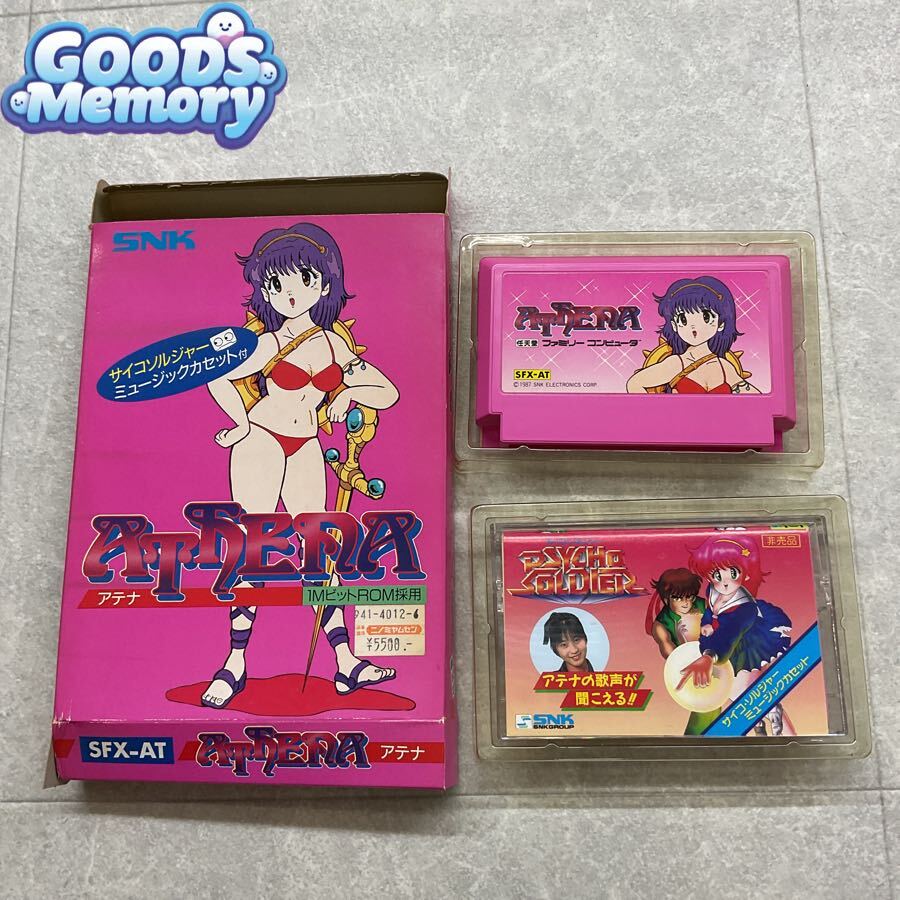 GOODS
Memory
SNK
サイコソルジャー
ミュージックカセット付
ATHENA
アテナ
1MビットROM採用
941-4012-6
ニノミヤムセン
¥5500.-
SFX-AT
ATHENA
アテナ
ATHENA
任天堂 ファミリーコンピュータ
SFX-AT
©1987 SNK ELECTRONICS CORP.
非売品
PSYCHO
SOLDIER
アテナの歌声が
聞こえる!!
サイコ・ソルジャー
ミュージックカセット
SNK
SNKGROUP